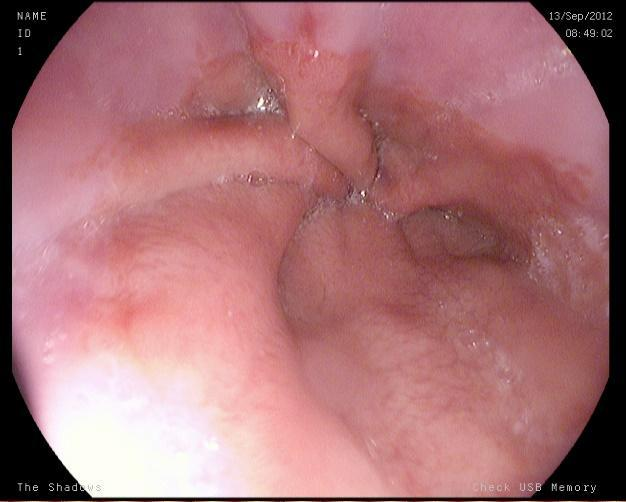 NAME
13/Sep/2012
ID
08:49:02
1
The Shadows
Check USB Memory